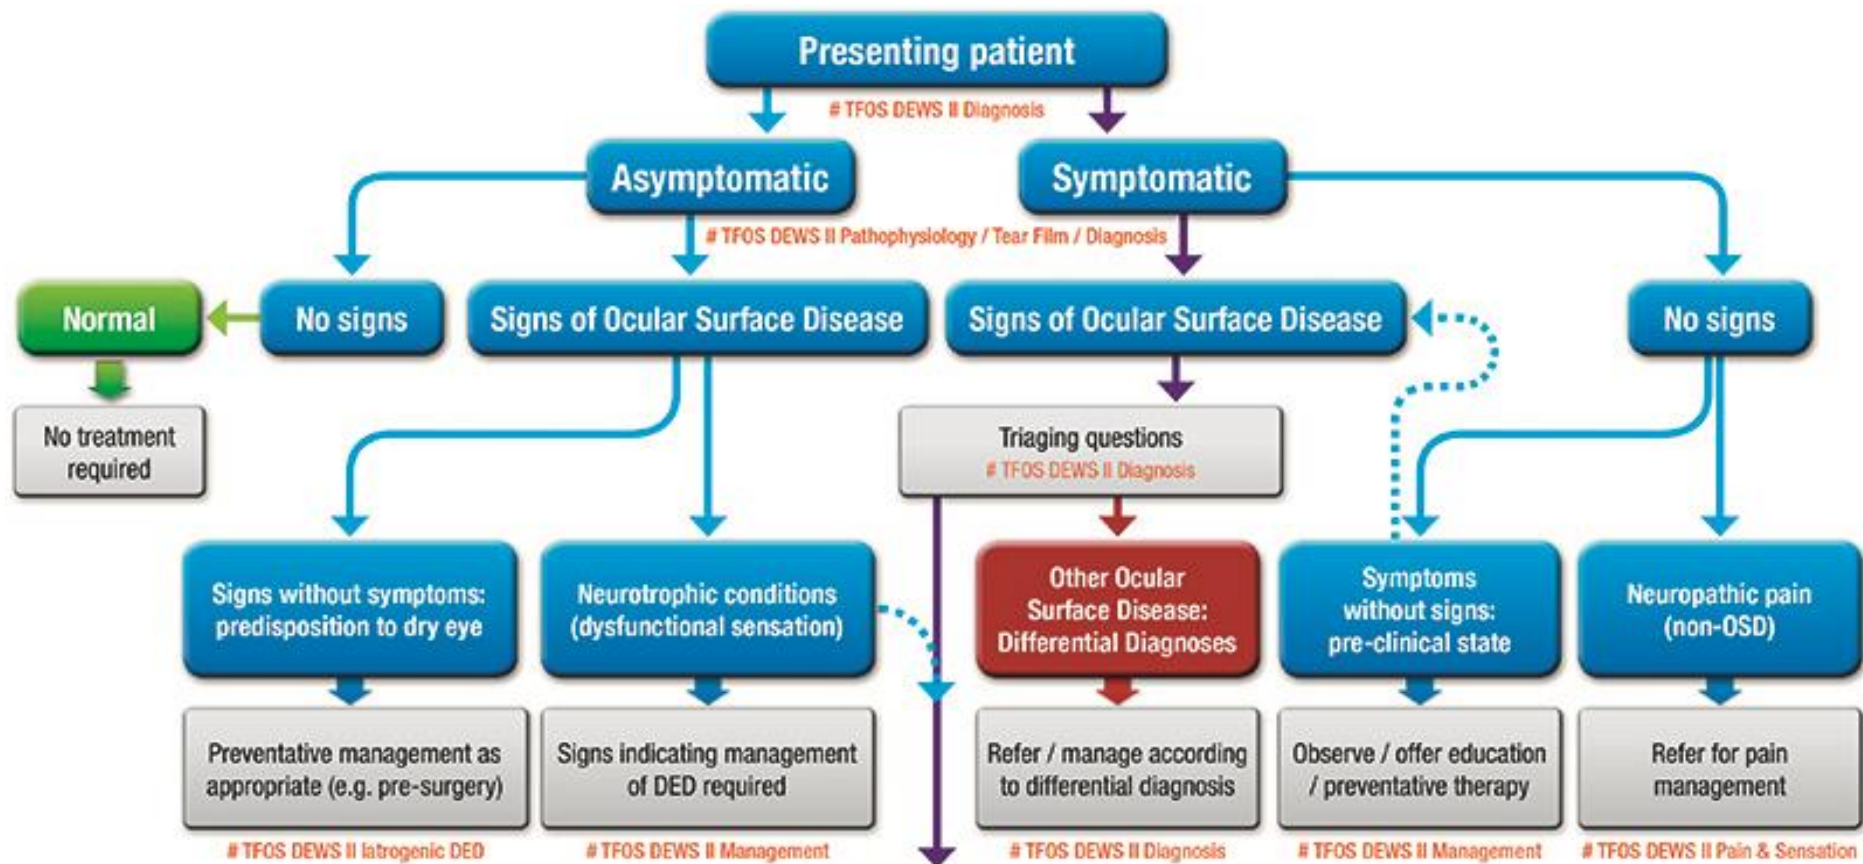 Presenting patient
# TFOS DEWS II Diagnosis
Asymptomatic
Symptomatic
# TFOS DEWS II Pathophysiology / Tear Film / Diagnosis
Normal
No signs
Signs of Ocular Surface Disease
Signs of Ocular Surface Disease
No signs
No treatment
required
Triaging questions
# TFOS DEWS II Diagnosis
Signs without symptoms:
predisposition to dry eye
Neurotrophic conditions
(dysfunctional sensation)
Other Ocular
Surface Disease:
Differential Diagnoses
Symptoms
without signs:
pre-clinical state
Neuropathic pain
(non-OSD)
Preventative management as
appropriate (e.g. pre-surgery)
Signs indicating management
of DED required
Refer / manage according
to differential diagnosis
Observe / offer education
/ preventative therapy
Refer for pain
management
# TFOS DEWS II Iatrogenic DED
# TFOS DEWS II Management
# TFOS DEWS II Diagnosis
# TFOS DEWS II Management
# TFOS DEWS II Pain & Sensation